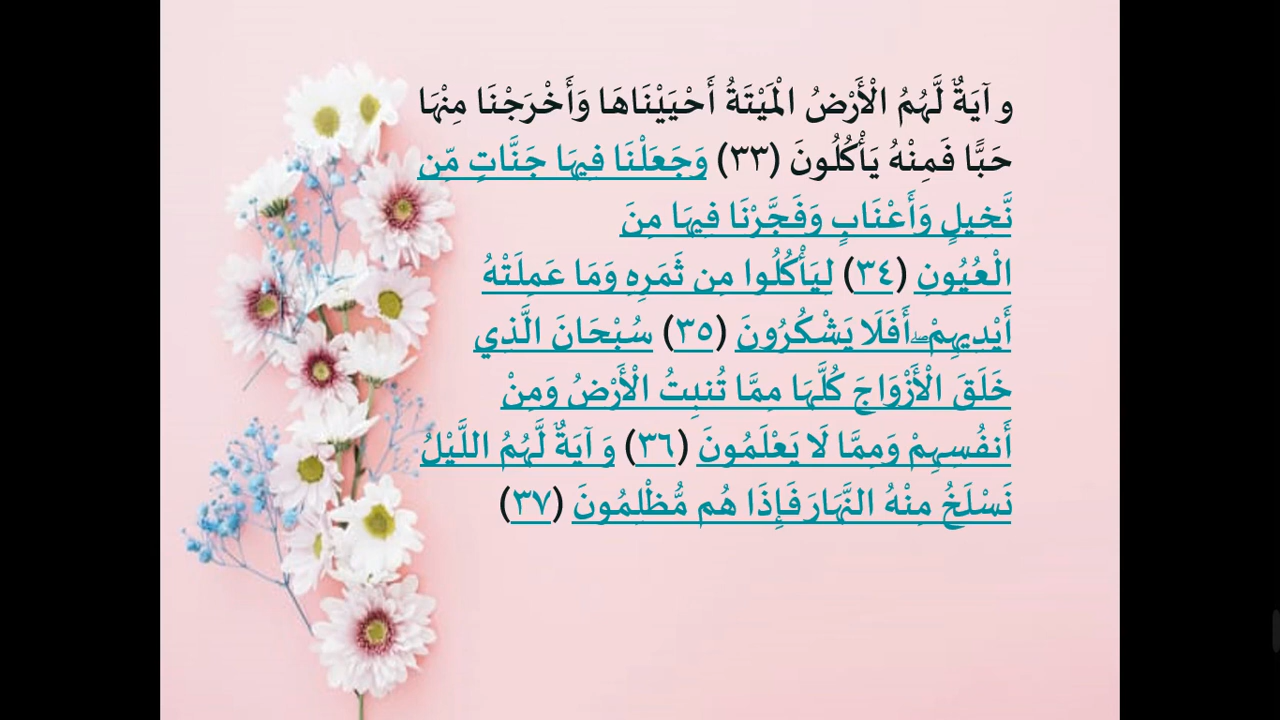 و آيَةٌ لَّهُمُ الْأَرْضُ الْمَيْتَةُ أَحْيَيْنَاهَا وَأَخْرَجْنَا مِنْهَا
حَبًّا فَمِنْهُ يَأْكُلُونَ (٣٣) وَجَعَلْنَا فِيهَا جَنَّاتٍ مِّن
نَّخِيلٍ وَأَعْنَابٍ وَفَجَّرْنَا فِيهَا مِنَ
الْعُيُونِ (٣٤) لِيَأْكُلُوا مِن ثَمَرِهِ وَمَا عَمِلَتْهُ
أَيْدِيهِمْ ۖ أَفَلَا يَشْكُرُونَ (٣٥) سُبْحَانَ الَّذِي
خَلَقَ الْأَزْوَاجَ كُلَّهَا مِمَّا تُنبِتُ الْأَرْضُ وَمِنْ
أَنفُسِهِمْ وَمِمَّا لَا يَعْلَمُونَ (٣٦) وَ آيَةٌ لَّهُمُ اللَّيْلُ
نَسْلَخُ مِنْهُ النَّهَارَ فَإِذَا هُم مُّظْلِمُونَ (٣٧)